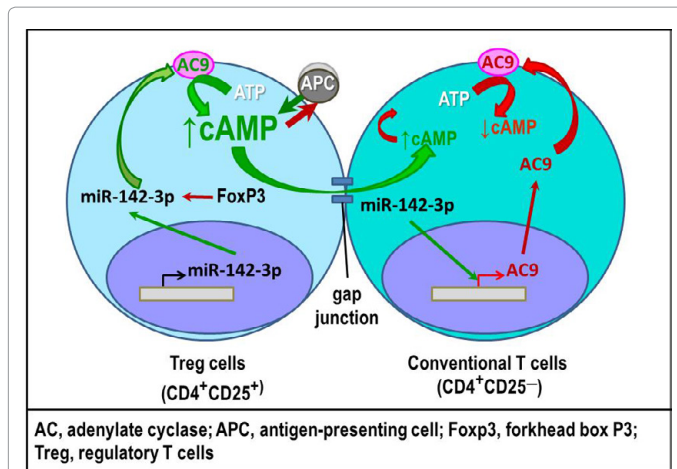 AC9
ATP
↑cAMP
APC
miR-142-3p
FoxP3
miR-142-3p
Treg cells
(CD4⁺CD25⁺)
gap
junction
AC9
ATP
↑cAMP
↓cAMP
AC9
miR-142-3p
AC9
Conventional T cells
(CD4⁺CD25⁻)
AC, adenylate cyclase; APC, antigen-presenting cell; Foxp3, forkhead box P3;
Treg, regulatory T cells